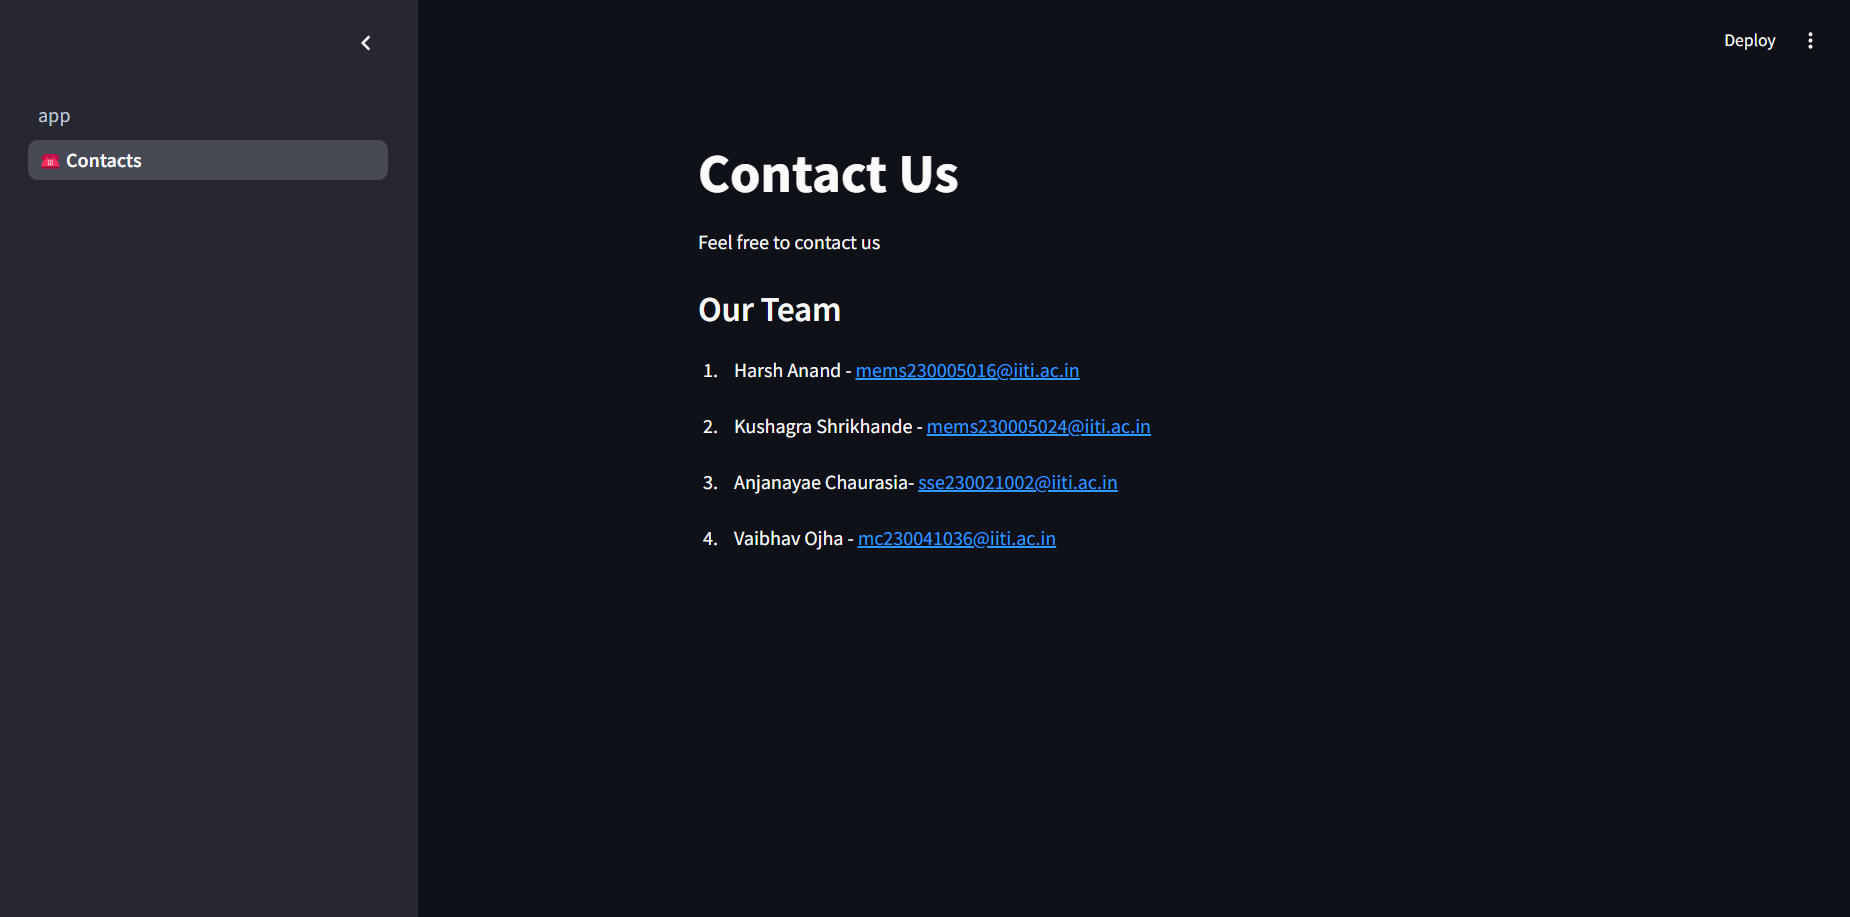 Deploy
app
Contacts
Contact Us
Feel free to contact us
Our Team
1. Harsh Anand - mems230005016@iiti.ac.in
2. Kushagra Shrikhande - mems230005024@iiti.ac.in
3. Anjanayae Chaurasia- sse230021002@iiti.ac.in
4. Vaibhav Ojha - mc230041036@iiti.ac.in